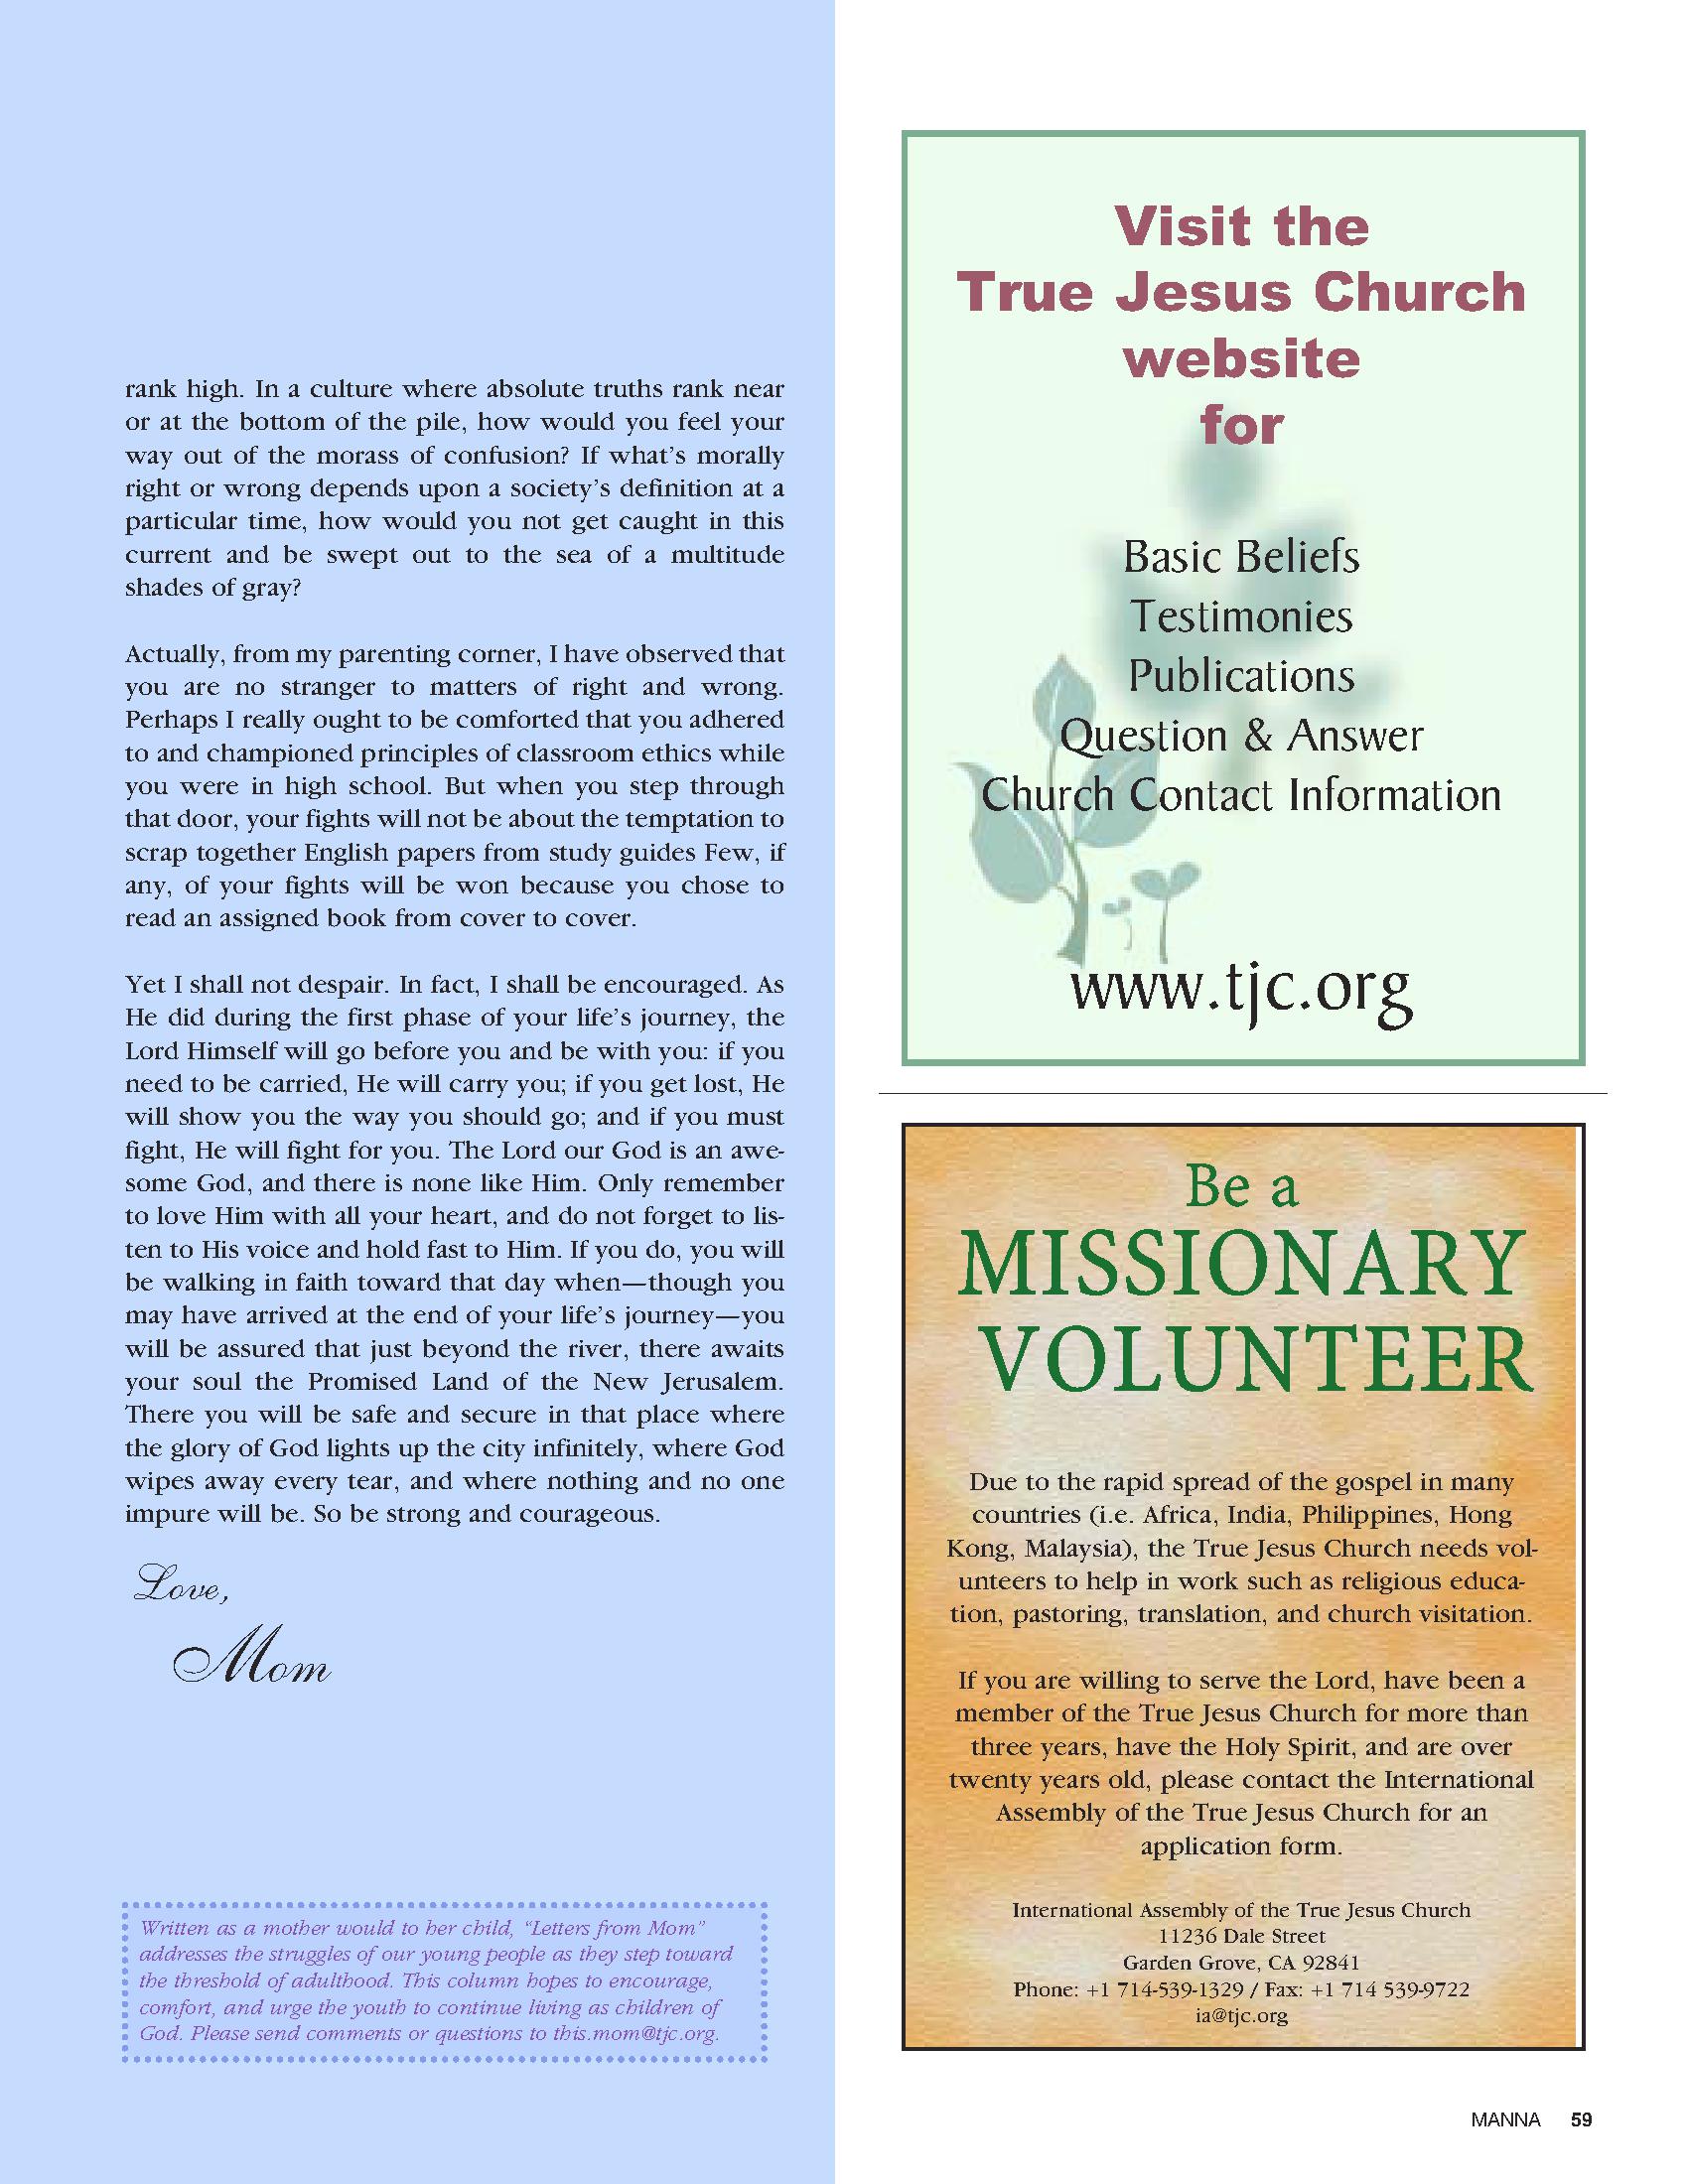 rank high. In a culture where absolute truths rank near
or at the bottom of the pile, how would you feel your
way out of the morass of confusion? If what’s morally
right or wrong depends upon a society’s definition at a
particular time, how would you not get caught in this
current and be swept out to the sea of a multitude
shades of gray?
Actually, from my parenting corner, I have observed that
you are no stranger to matters of right and wrong.
Perhaps I really ought to be comforted that you adhered
to and championed principles of classroom ethics while
you were in high school. But when you step through
that door, your fights will not be about the temptation to
scrap together English papers from study guides Few, if
any, of your fights will be won because you chose to
read an assigned book from cover to cover.
Yet I shall not despair. In fact, I shall be encouraged. As
He did during the first phase of your life’s journey, the
Lord Himself will go before you and be with you: if you
need to be carried, He will carry you; if you get lost, He
will show you the way you should go; and if you must
fight, He will fight for you. The Lord our God is an awe-
some God, and there is none like Him. Only remember
to love Him with all your heart, and do not forget to lis-
ten to His voice and hold fast to Him. If you do, you will
be walking in faith toward that day when—though you
may have arrived at the end of your life’s journey—you
will be assured that just beyond the river, there awaits
your soul the Promised Land of the New Jerusalem.
There you will be safe and secure in that place where
the glory of God lights up the city infinitely, where God
wipes away every tear, and where nothing and no one
impure will be. So be strong and courageous.
Love,
Mom
Written as a mother would to her child, “Letters from Mom”
addresses the struggles of our young people as they step toward
the threshold of adulthood. This column hopes to encourage,
comfort, and urge the youth to continue living as children of
God. Please send comments or questions to this.mom@tjc.org.
Visit the
True Jesus Church
website
for
Basic Beliefs
Testimonies
Publications
Question & Answer
Church Contact Information
www.tjc.org
Be a
MISSIONARY
VOLUNTEER
Due to the rapid spread of the gospel in many
countries (i.e. Africa, India, Philippines, Hong
Kong, Malaysia), the True Jesus Church needs vol-
unteers to help in work such as religious educa-
tion, pastoring, translation, and church visitation.
If you are willing to serve the Lord, have been a
member of the True Jesus Church for more than
three years, have the Holy Spirit, and are over
twenty years old, please contact the International
Assembly of the True Jesus Church for an
application form.
International Assembly of the True Jesus Church
11236 Dale Street
Garden Grove, CA 92841
Phone: +1 714-539-1329 / Fax: +1 714 539-9722
ia@tjc.org
MANNA 59